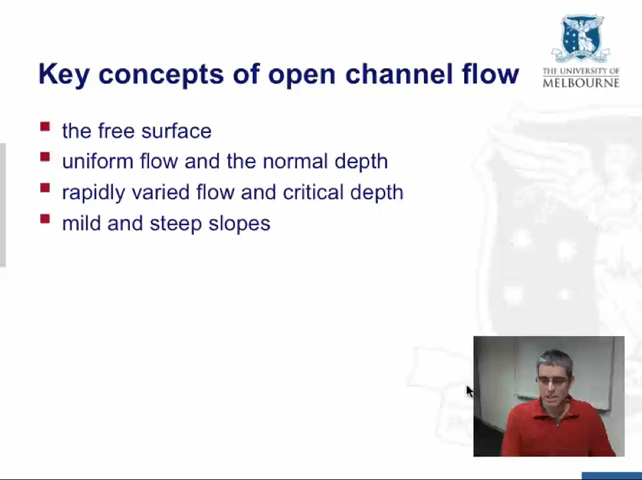 Key concepts of open channel flow
THE UNIVERSITY OF
MELBOURNE
the free surface
uniform flow and the normal depth
rapidly varied flow and critical depth
mild and steep slopes